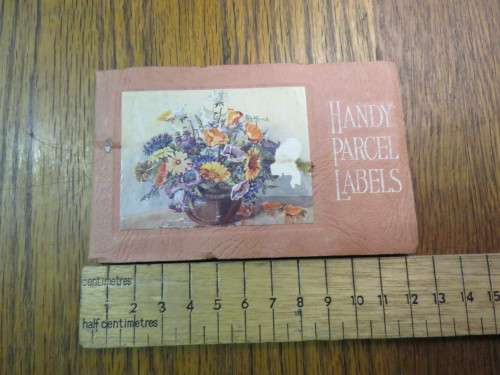 HANDY
PARCEL
LABELS
centimetres
1 2 3 4 5 6 7 8 9 10 11 12 13 14 15
half centimetres